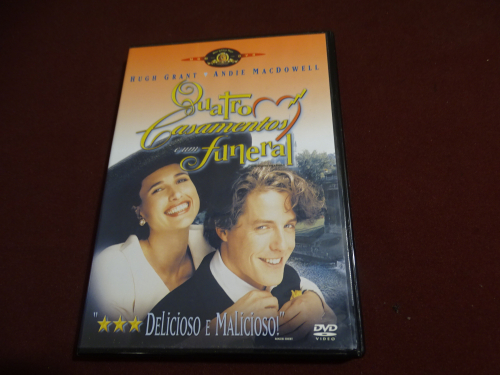 HUGH GRANT • ANDIE MACDOWELL
Quatro
Casamentos
e um
funeral
"★★★ DELICIOSO E MALICIOSO!"
DVD
VIDEO